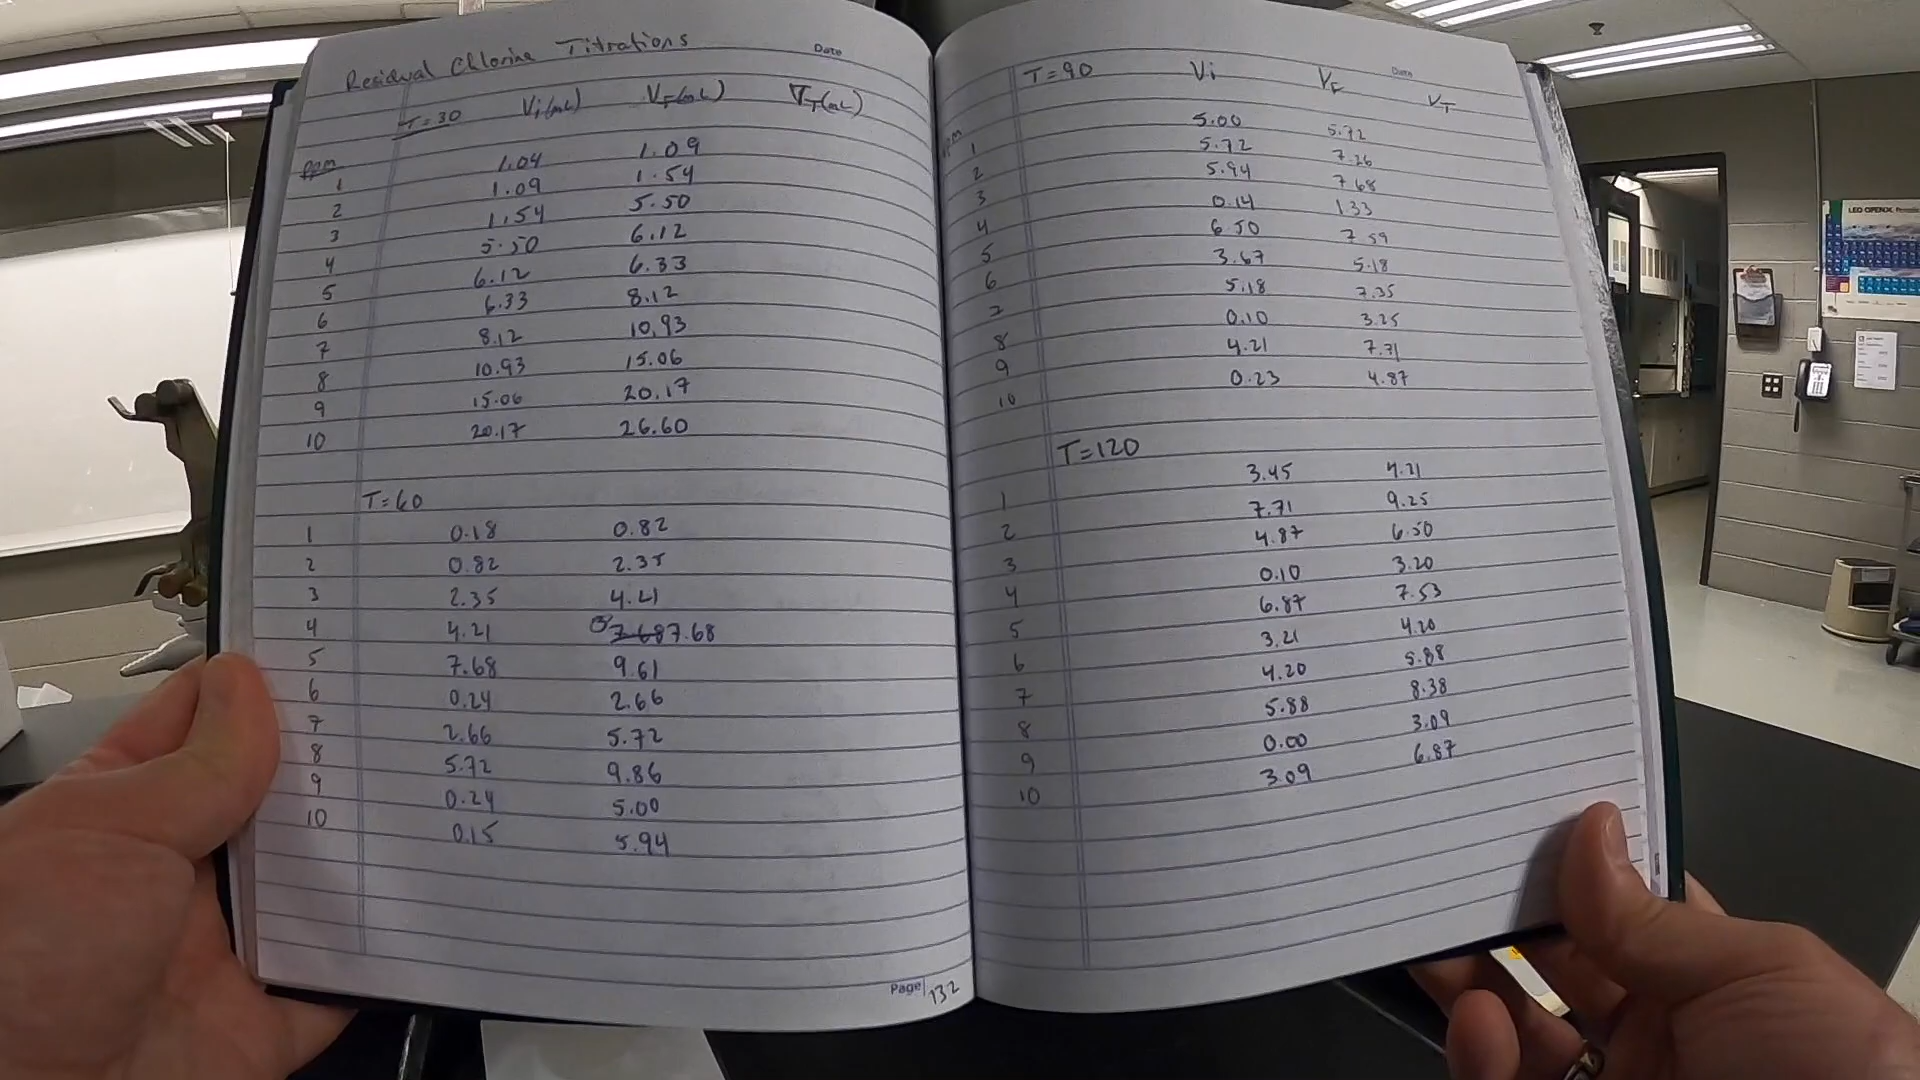 Residual Chlorine Titrations
Date
T=30 Vi(mL) VF(mL) VT(mL)
ppm
1 1.04 1.09
2 1.09 1.54
3 1.54 5.50
4 5.50 6.12
5 6.12 6.33
6 6.33 8.12
7 8.12 10.93
8 10.93 15.06
9 15.06 20.17
10 20.17 26.60
T=60
1 0.18 0.82
2 0.82 2.35
3 2.35 4.21
4 4.21 7.68 7.68
5 7.68 9.61
6 0.24 2.66
7 2.66 5.72
8 5.72 9.86
9 0.24 5.00
10 0.15 5.94
Page 132
Date
T=90 Vi VF VT
ppm
1 5.00 5.72
2 5.72 7.26
3 5.94 7.68
4 0.14 1.33
5 6.50 7.59
6 3.67 5.18
7 5.18 7.35
8 0.10 3.25
9 4.21 7.71
10 0.23 4.87
T=120
1 3.45 4.21
2 7.71 9.25
3 4.87 6.50
4 0.10 3.20
5 6.87 7.53
6 3.21 4.20
7 4.20 5.88
8 5.88 8.38
9 0.00 3.09
10 3.09 6.87